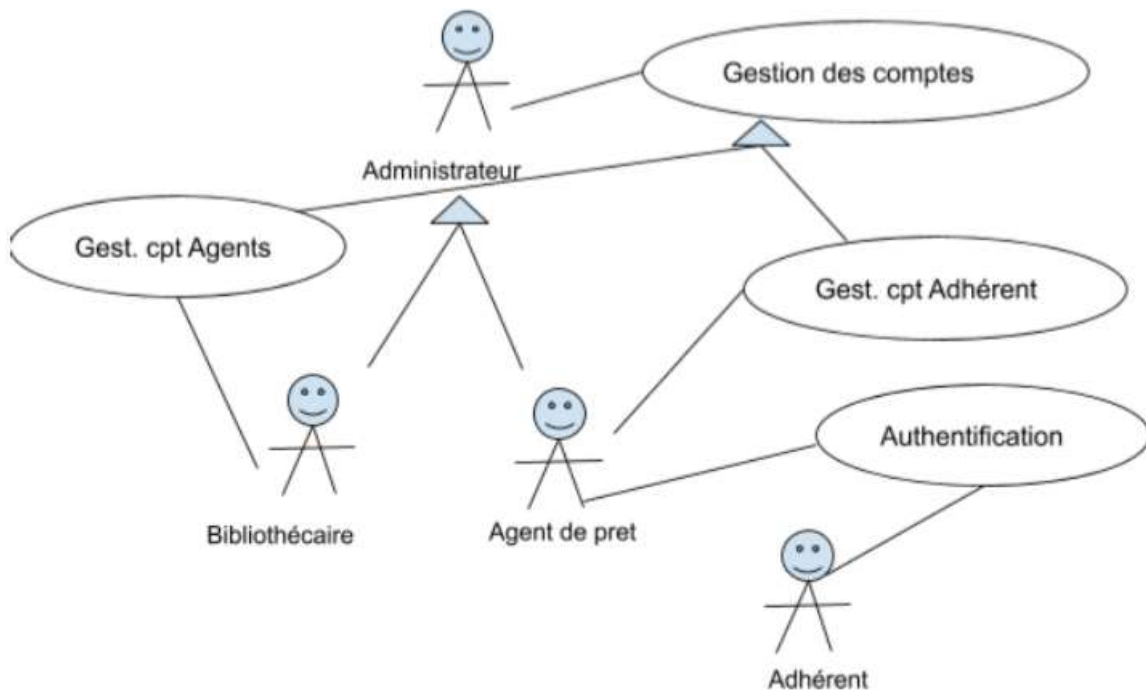 Gestion des comptes
Administrateur
Gest. cpt Agents
Gest. cpt Adhérent
Authentification
Bibliothécaire
Agent de pret
Adhérent